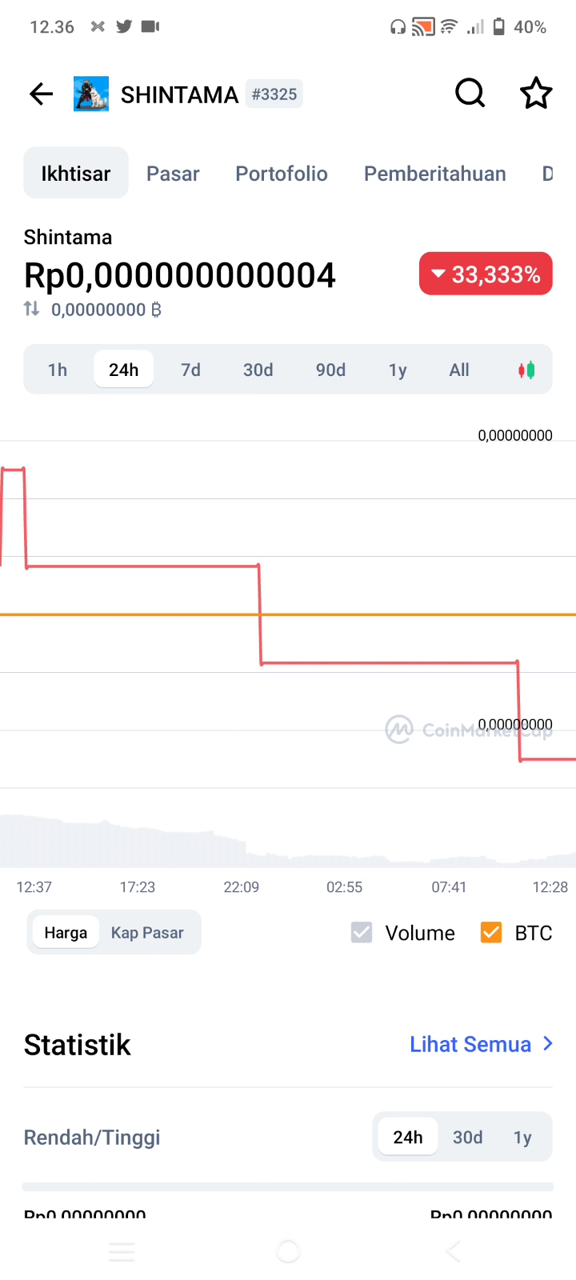 12.36
40%
SHINTAMA #3325
Ikhtisar Pasar Portofolio Pemberitahuan D
Shintama
Rp0,000000000004
33,333%
0,00000000 ₿
1h 24h 7d 30d 90d 1y All
0,00000000
0,00000000
CoinMarketCap
12:37 17:23 22:09 02:55 07:41 12:28
Harga Kap Pasar Volume BTC
Statistik Lihat Semua
Rendah/Tinggi 24h 30d 1y
Rp0,00000000 Rp0,00000000